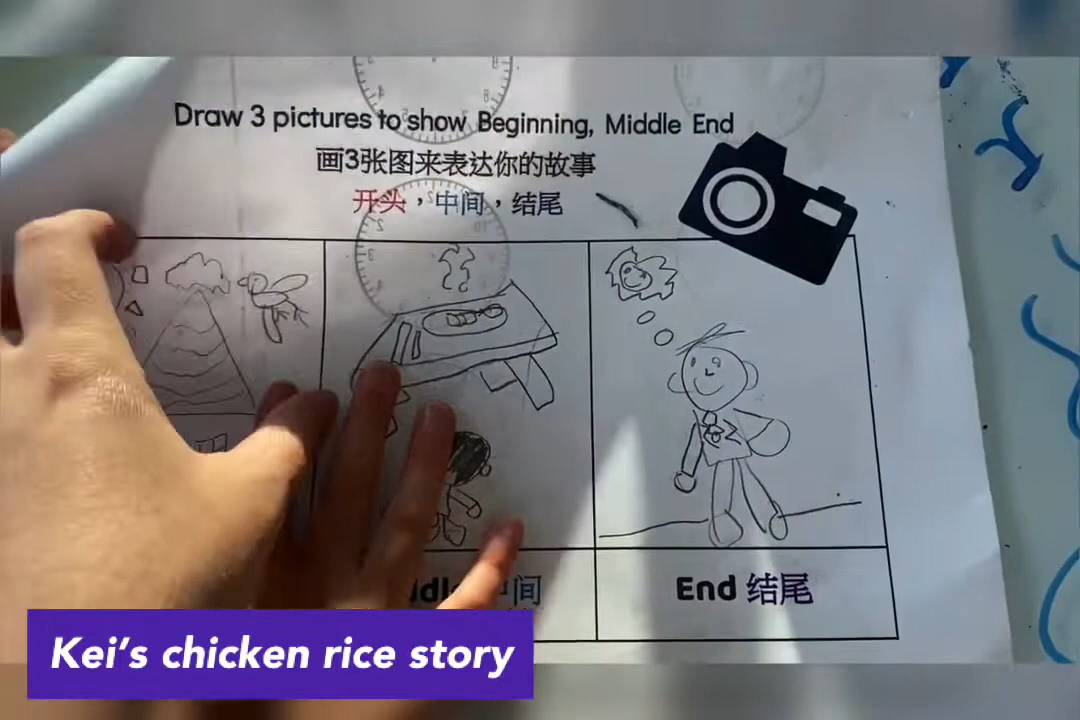 Draw 3 pictures to show Beginning, Middle End
画3张图来表达你的故事
开头，中间，结尾
End 结尾
Kei's chicken rice story